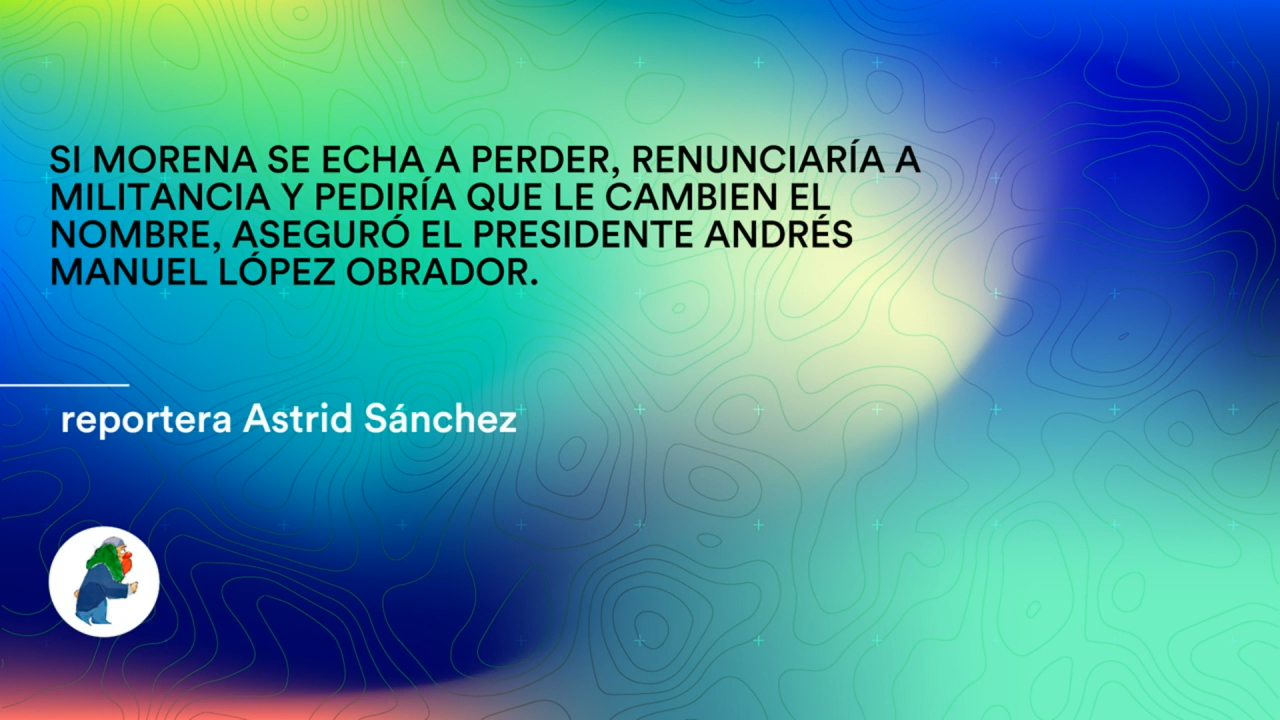 SI MORENA SE ECHA A PERDER, RENUNCIARÍA A
MILITANCIA Y PEDIRÍA QUE LE CAMBIEN EL
NOMBRE, ASEGURÓ EL PRESIDENTE ANDRÉS
MANUEL LÓPEZ OBRADOR.
reportera Astrid Sánchez